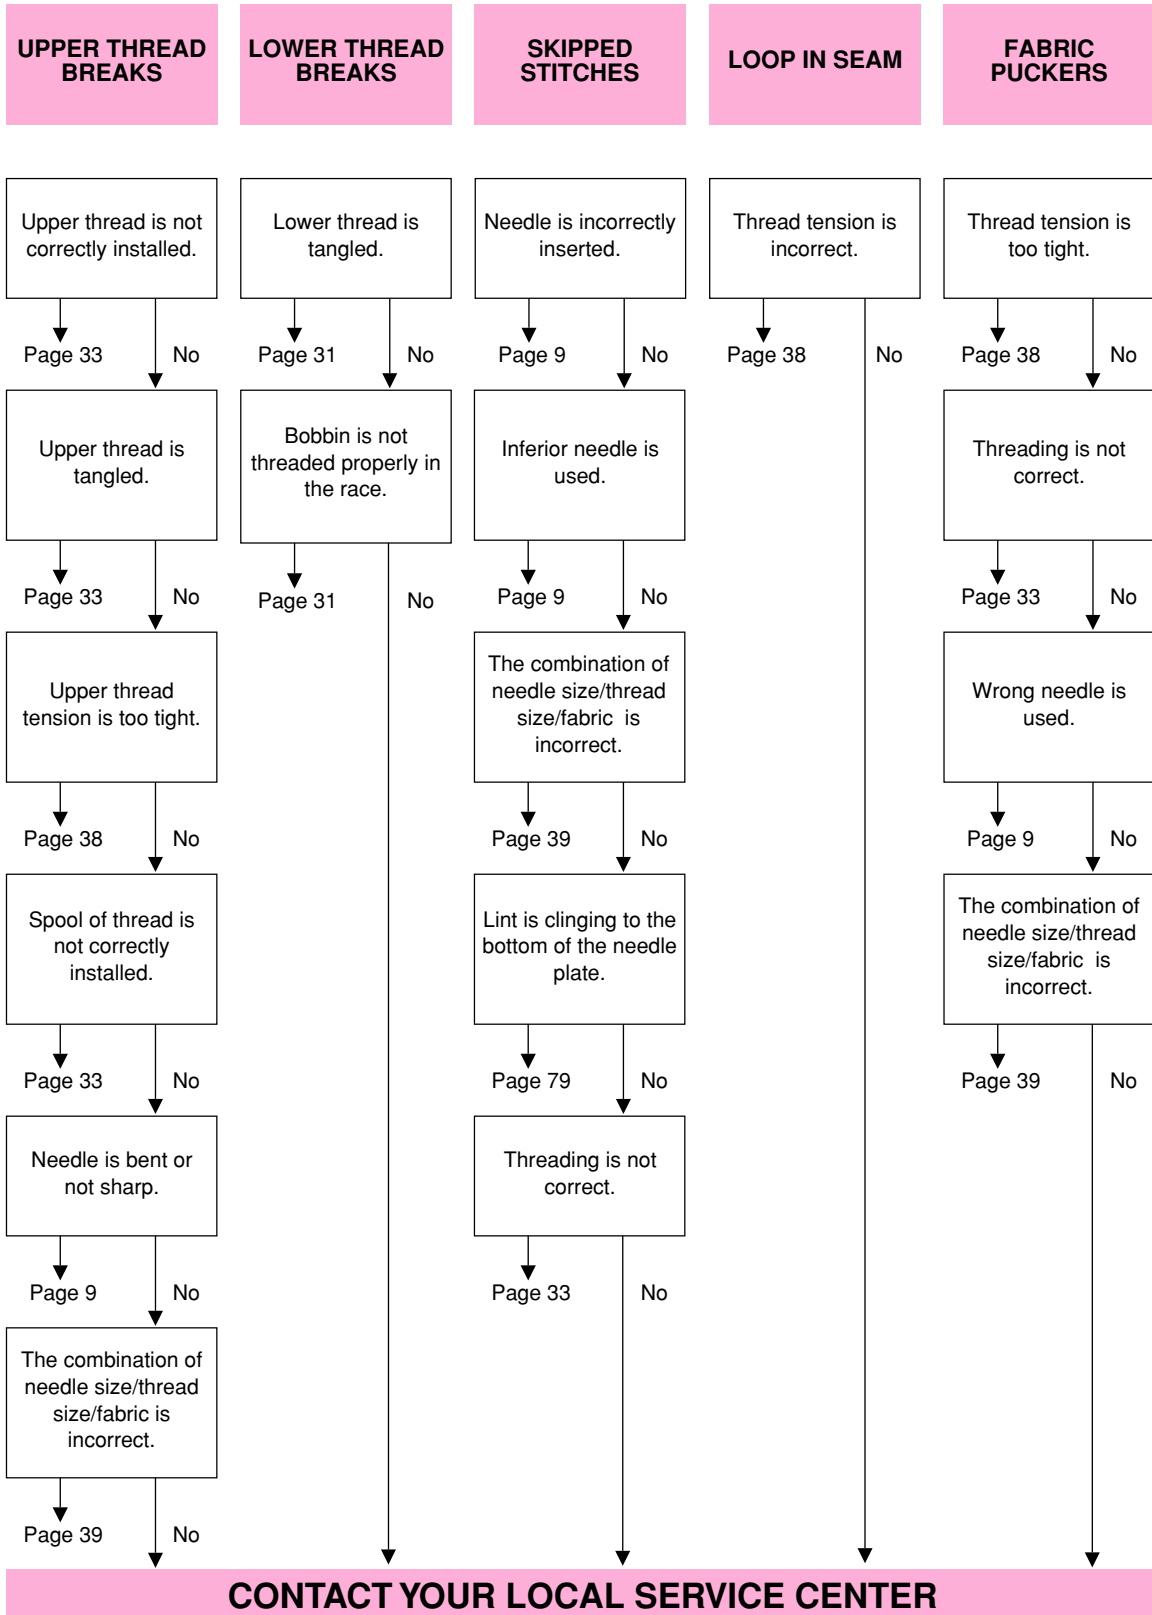 UPPER THREAD
BREAKS
Upper thread is not
correctly installed.
Page 33
No
Upper thread is
tangled.
Page 33
No
Upper thread
tension is too tight.
Page 38
No
Spool of thread is
not correctly
installed.
Page 33
No
Needle is bent or
not sharp.
Page 9
No
The combination of
needle size/thread
size/fabric is
incorrect.
Page 39
No
LOWER THREAD
BREAKS
Lower thread is
tangled.
Page 31
No
Bobbin is not
threaded properly in
the race.
Page 31
No
SKIPPED
STITCHES
Needle is incorrectly
inserted.
Page 9
No
Inferior needle is
used.
Page 9
No
The combination of
needle size/thread
size/fabric is
incorrect.
Page 39
No
Lint is clinging to the
bottom of the needle
plate.
Page 79
No
Threading is not
correct.
Page 33
No
LOOP IN SEAM
Thread tension is
incorrect.
Page 38
No
FABRIC
PUCKERS
Thread tension is
too tight.
Page 38
No
Threading is not
correct.
Page 33
No
Wrong needle is
used.
Page 9
No
The combination of
needle size/thread
size/fabric is
incorrect.
Page 39
No
CONTACT YOUR LOCAL SERVICE CENTER